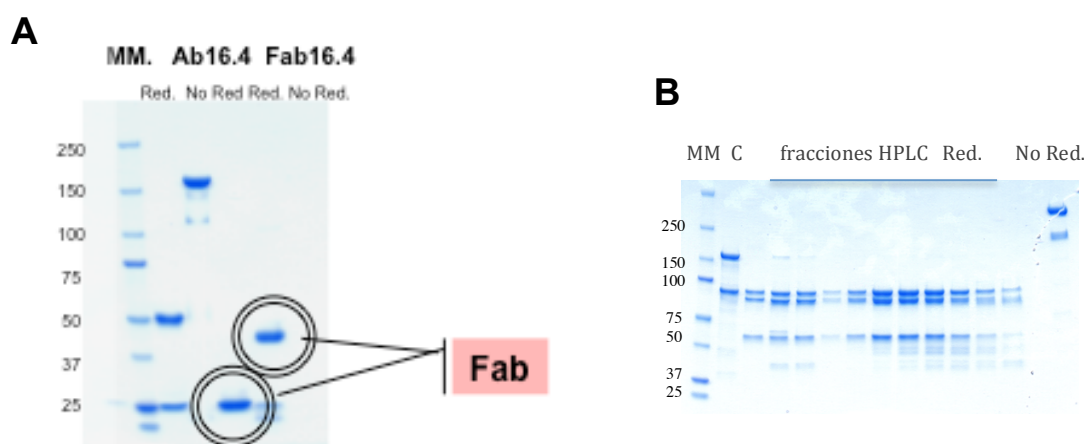 A
MM. Ab16.4 Fab16.4
Red. No Red Red. No Red.
250
150
100
75
50
37
25
Fab
B
MM C fracciones HPLC Red. No Red.
250
150
100
75
50
37
25